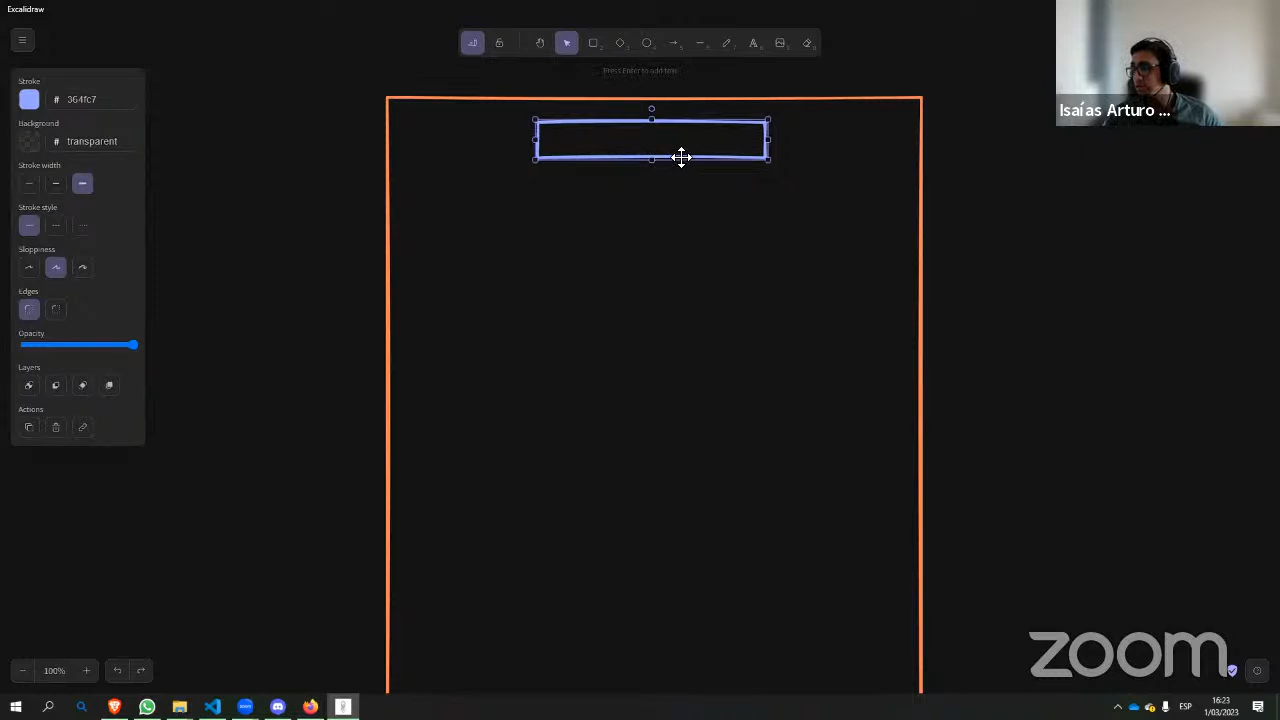 Excalidraw
Press Enter to add text
Stroke
# 364fc7
Background
# transparent
Stroke width
Stroke style
Sloppiness
Edges
Opacity
Layers
Actions
Isaías Arturo ...
100%
zoom
ESP
16:23
1/03/2023